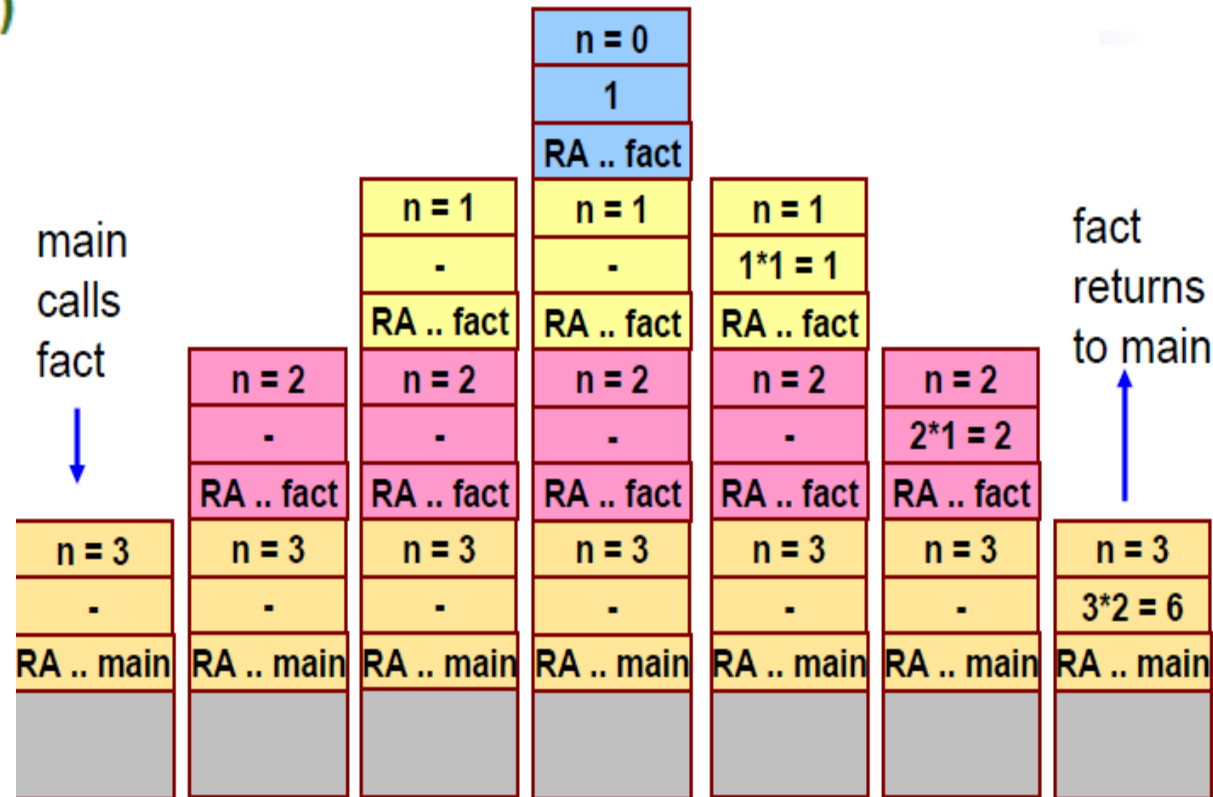 )
main
calls
fact
n = 3
-
RA .. main
n = 2
-
RA .. fact
n = 3
-
RA .. main
n = 1
-
RA .. fact
n = 2
-
RA .. fact
n = 3
-
RA .. main
n = 0
1
RA .. fact
n = 1
-
RA .. fact
n = 2
-
RA .. fact
n = 3
-
RA .. main
n = 1
1*1 = 1
RA .. fact
n = 2
-
RA .. fact
n = 3
-
RA .. main
n = 2
2*1 = 2
RA .. fact
n = 3
-
RA .. main
fact
returns
to main
n = 3
3*2 = 6
RA .. main